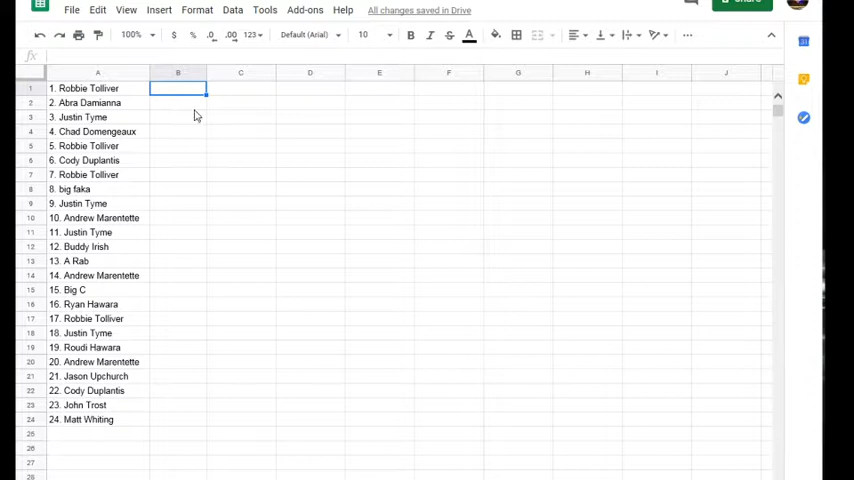 Share
File Edit View Insert Format Data Tools Add-ons Help All changes saved in Drive
100% $ % .0 .00 123 Default (Arial) 10 B I S A
fx
A B C D E F G H I J
1 1. Robbie Tolliver
2 2. Abra Damianna
3 3. Justin Tyme
4 4. Chad Domengeaux
5 5. Robbie Tolliver
6 6. Cody Duplantis
7 7. Robbie Tolliver
8 8. big faka
9 9. Justin Tyme
10 10. Andrew Marentette
11 11. Justin Tyme
12 12. Buddy Irish
13 13. A Rab
14 14. Andrew Marentette
15 15. Big C
16 16. Ryan Hawara
17 17. Robbie Tolliver
18 18. Justin Tyme
19 19. Roudi Hawara
20 20. Andrew Marentette
21 21. Jason Upchurch
22 22. Cody Duplantis
23 23. John Trost
24 24. Matt Whiting
25
26
27
28